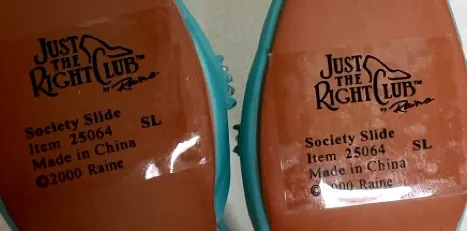 JUST
THE
RIGHT CLUB™
by Raine
Society Slide
Item 25064 SL
Made in China
©2000 Raine
JUST
THE
RIGHT CLUB™
by Raine
Society Slide
Item 25064 SL
Made in China
©2000 Raine